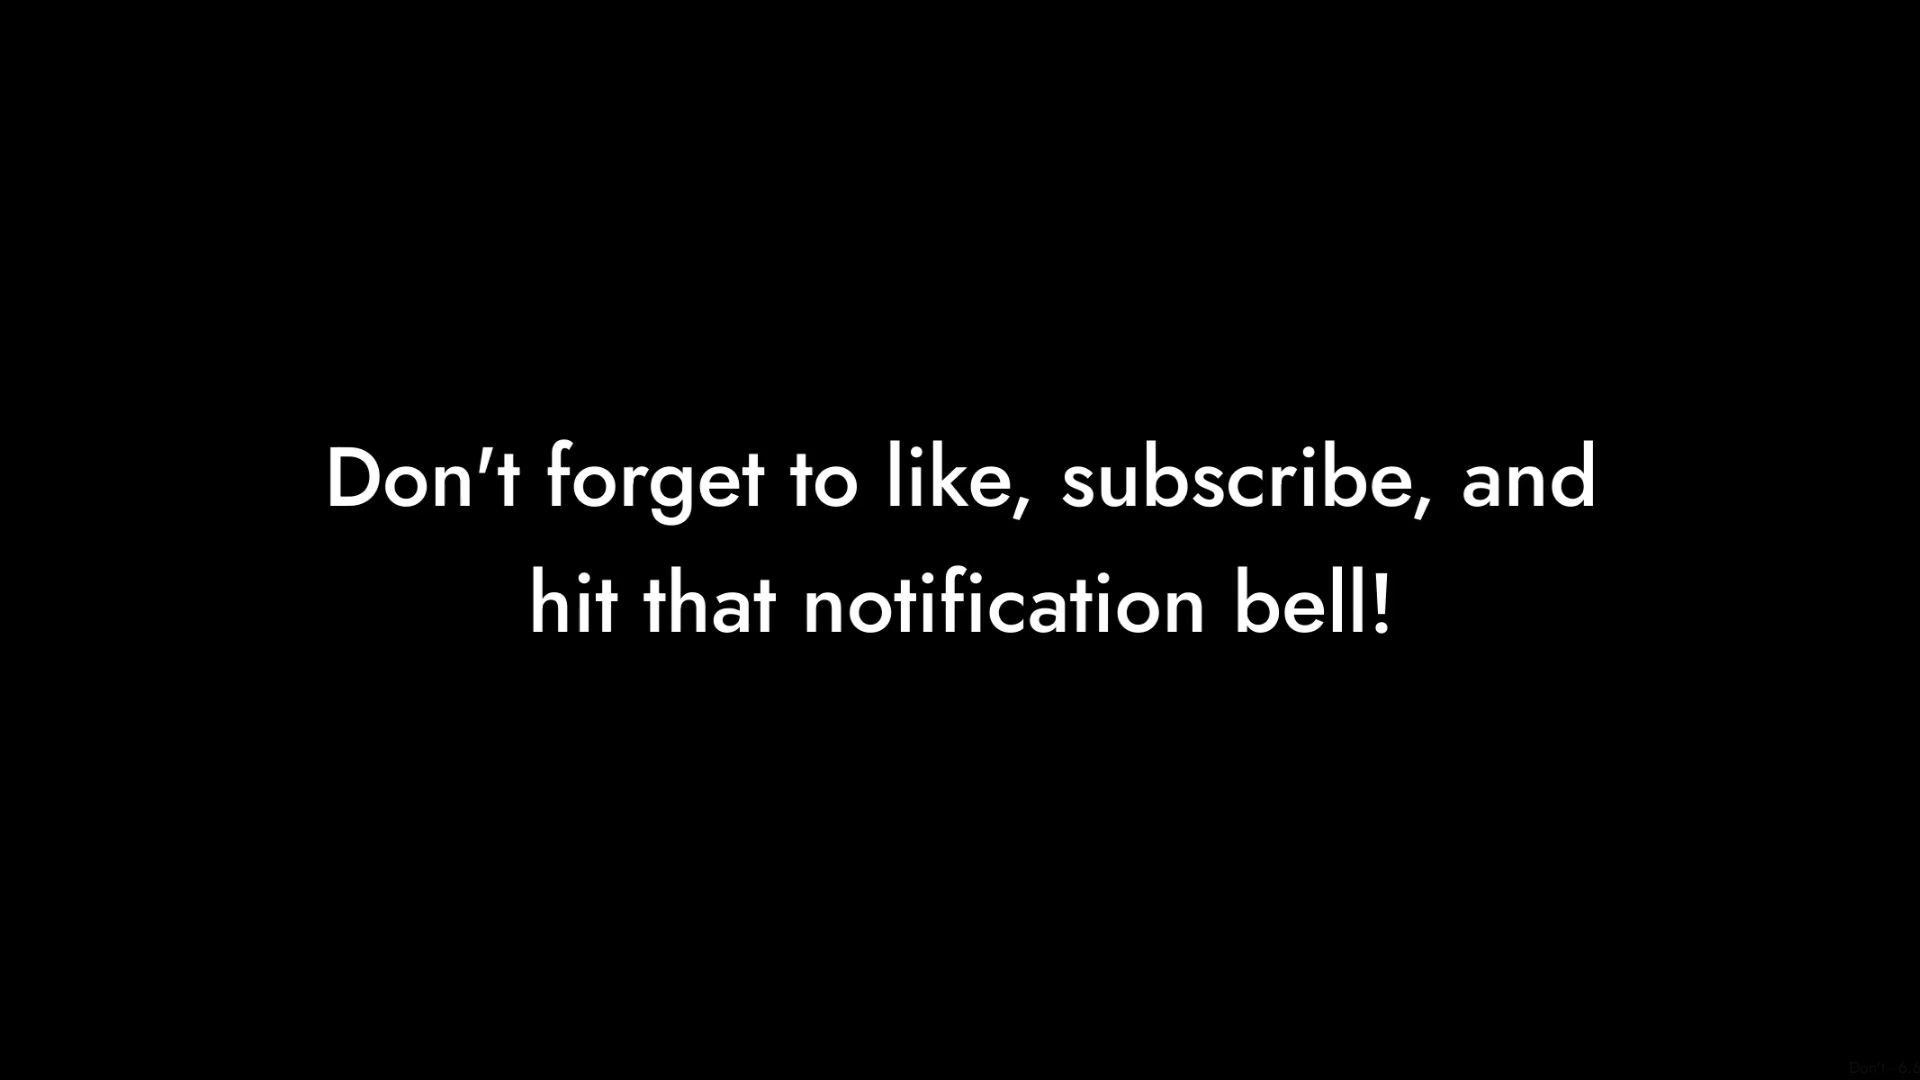 Don't forget to like, subscribe, and
hit that notification bell!